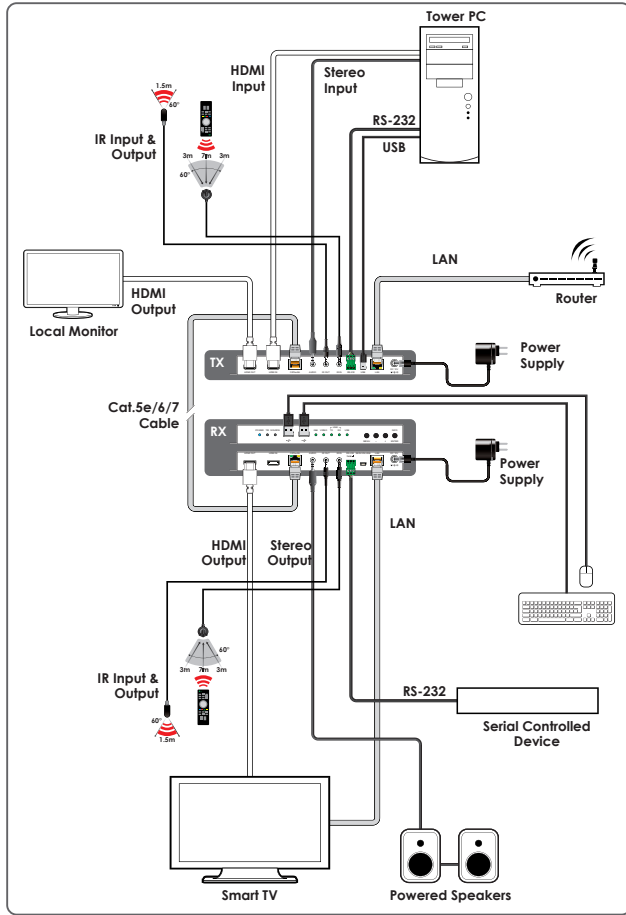 Tower PC
HDMI
Input
Stereo
Input
1.5m
60°
IR Input &
Output
3m 7m 3m
60°
RS-232
USB
LAN
HDMI
Output
Local Monitor
Router
TX
Power
Supply
Cat.5e/6/7
Cable
RX
Power
Supply
LAN
HDMI
Output
Stereo
Output
60°
3m 7m 3m
IR Input &
Output
60°
1.5m
RS-232
Serial Controlled
Device
Smart TV
Powered Speakers